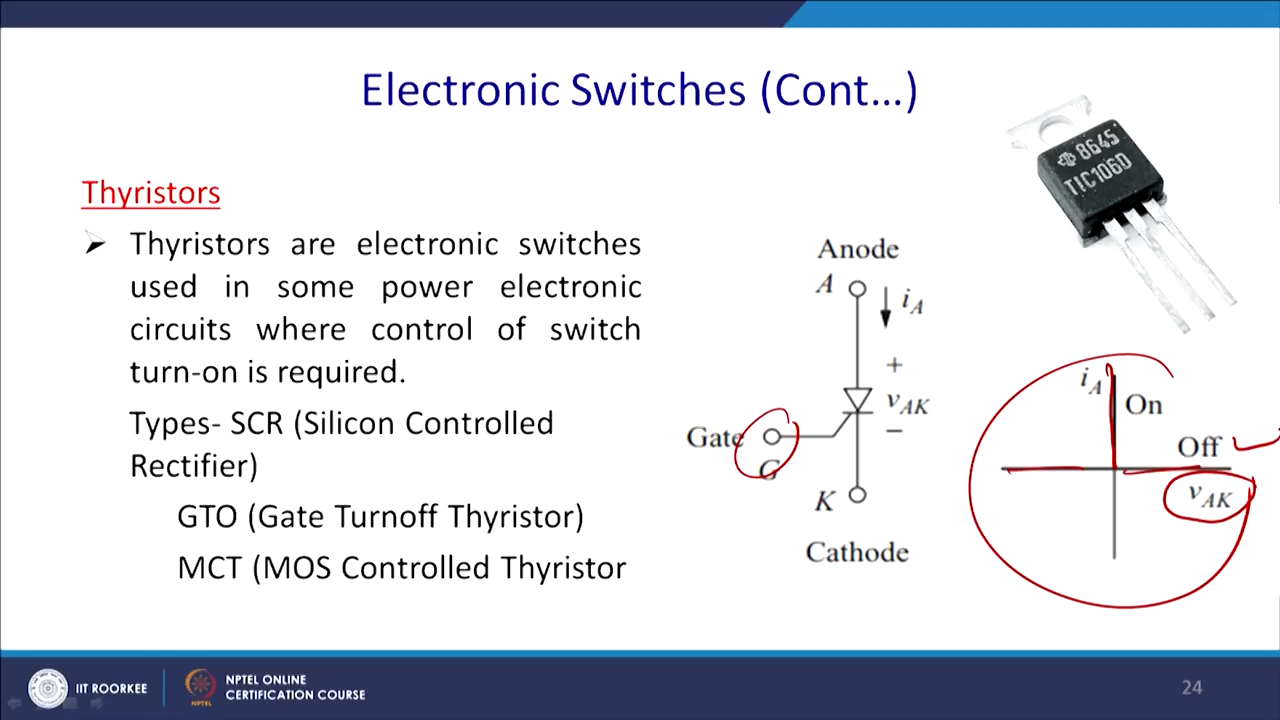 Electronic Switches (Cont...)
Thyristors
➤ Thyristors are electronic switches
used in some power electronic
circuits where control of switch
turn-on is required.
Types- SCR (Silicon Controlled
Rectifier)
GTO (Gate Turnoff Thyristor)
MCT (MOS Controlled Thyristor
8645
TIC106D
Anode
A
iA
+
vAK
−
Gate
G
K
Cathode
iA
On
Off
vAK
IIT ROORKEE
NPTEL
NPTEL ONLINE
CERTIFICATION COURSE
24